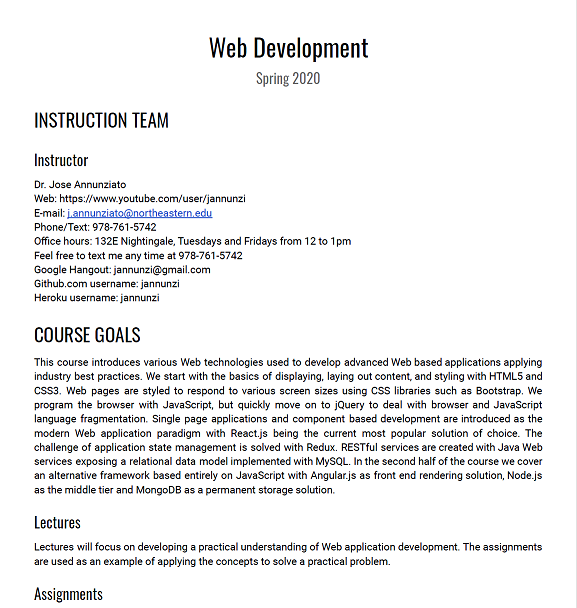 Web Development
Spring 2020
INSTRUCTION TEAM
Instructor
Dr. Jose Annunziato
Web: https://www.youtube.com/user/jannunzi
E-mail: j.annunziato@northeastern.edu
Phone/Text: 978-761-5742
Office hours: 132E Nightingale, Tuesdays and Fridays from 12 to 1pm
Feel free to text me any time at 978-761-5742
Google Hangout: jannunzi@gmail.com
Github.com username: jannunzi
Heroku username: jannunzi
COURSE GOALS
This course introduces various Web technologies used to develop advanced Web based applications applying
industry best practices. We start with the basics of displaying, laying out content, and styling with HTML5 and
CSS3. Web pages are styled to respond to various screen sizes using CSS libraries such as Bootstrap. We
program the browser with JavaScript, but quickly move on to jQuery to deal with browser and JavaScript
language fragmentation. Single page applications and component based development are introduced as the
modern Web application paradigm with React.js being the current most popular solution of choice. The
challenge of application state management is solved with Redux. RESTful services are created with Java Web
services exposing a relational data model implemented with MySQL. In the second half of the course we cover
an alternative framework based entirely on JavaScript with Angular.js as front end rendering solution, Node.js
as the middle tier and MongoDB as a permanent storage solution.
Lectures
Lectures will focus on developing a practical understanding of Web application development. The assignments
are used as an example of applying the concepts to solve a practical problem.
Assignments